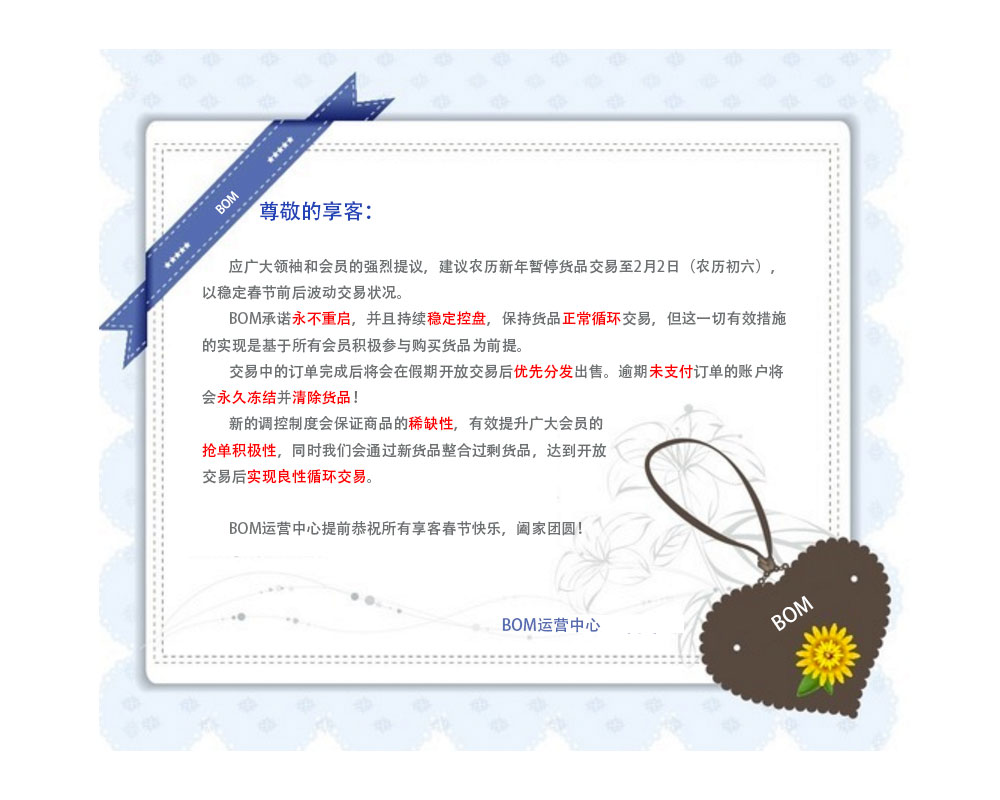 BOM
尊敬的享客：
应广大领袖和会员的强烈提议，建议农历新年暂停货品交易至2月2日（农历初六），
以稳定春节前后波动交易状况。
BOM承诺永不重启，并且持续稳定控盘，保持货品正常循环交易，但这一切有效措施
的实现是基于所有会员积极参与购买货品为前提。
交易中的订单完成后将会在假期开放交易后优先分发出售。逾期未支付订单的账户将
会永久冻结并清除货品！
新的调控制度会保证商品的稀缺性，有效提升广大会员的
抢单积极性，同时我们会通过新货品整合过剩货品，达到开放
交易后实现良性循环交易。
BOM运营中心提前恭祝所有享客春节快乐，阖家团圆！
BOM运营中心
BOM